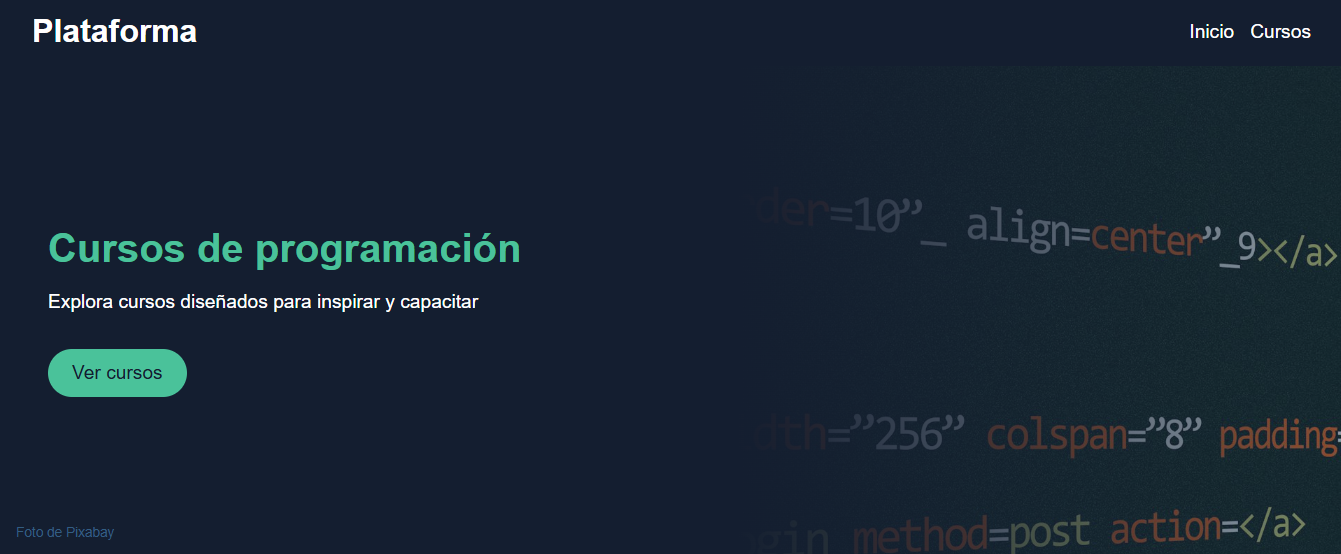 Plataforma
Inicio Cursos
der=10”_ align=center”_9></a>
Cursos de programación
Explora cursos diseñados para inspirar y capacitar
Ver cursos
dth=”256” colspan=”8” padding=
gin method=post action=</a>
Foto de Pixabay